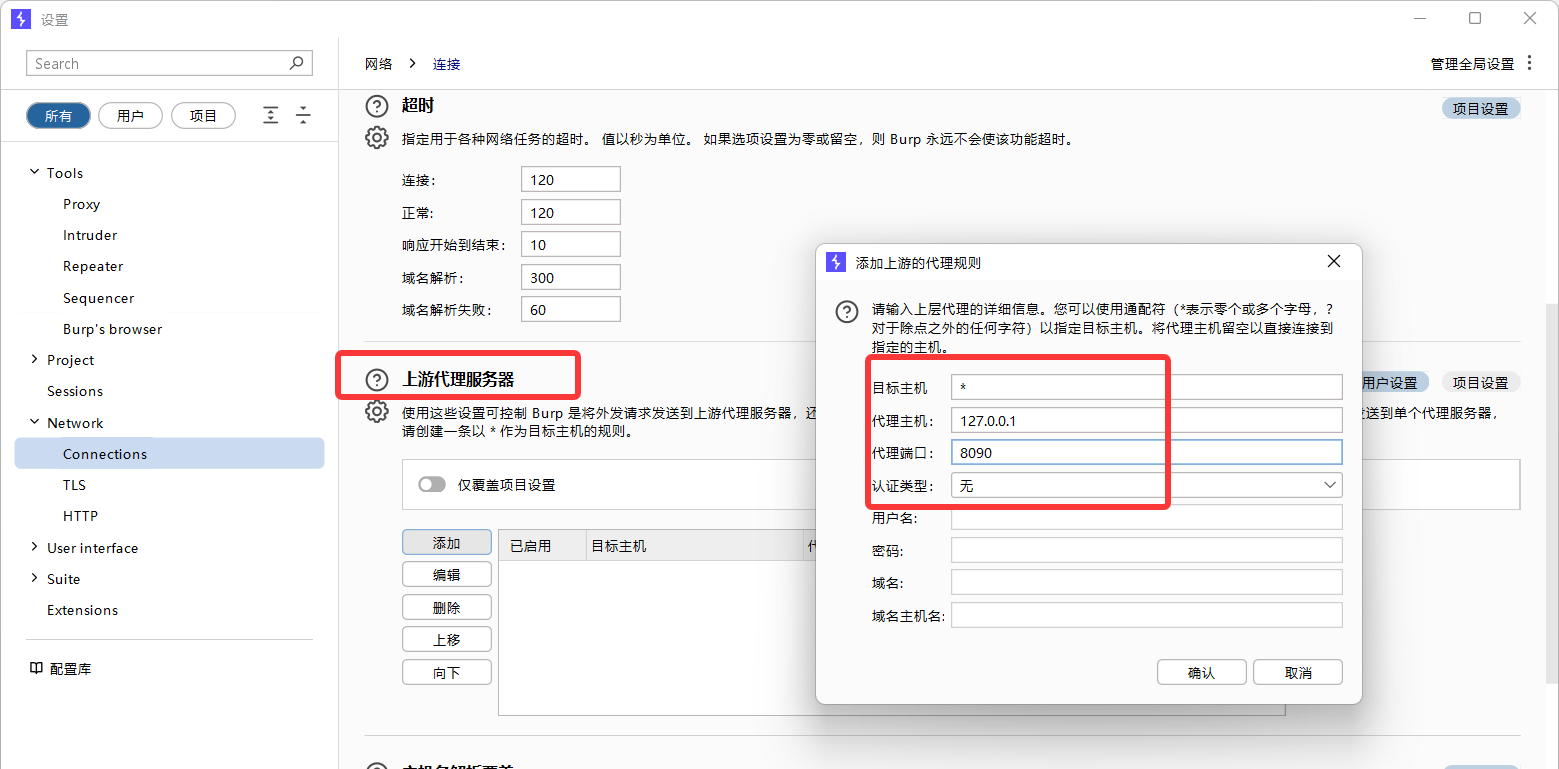 设置
Search
网络 > 连接
管理全局设置
所有
用户
项目
Tools
Proxy
Intruder
Repeater
Sequencer
Burp's browser
Project
Sessions
Network
Connections
TLS
HTTP
User interface
Suite
Extensions
配置库
超时
项目设置
指定用于各种网络任务的超时。 值以秒为单位。 如果选项设置为零或留空，则 Burp 永远不会使该功能超时。
连接: 120
正常: 120
响应开始到结束: 10
域名解析: 300
域名解析失败: 60
上游代理服务器
用户设置
项目设置
使用这些设置可控制 Burp 是将外发请求发送到上游代理服务器，还
送到单个代理服务器，
请创建一条以 * 作为目标主机的规则。
仅覆盖项目设置
添加
编辑
删除
上移
向下
已启用
目标主机
添加上游的代理规则
请输入上层代理的详细信息。您可以使用通配符（*表示零个或多个字母，?
对于除点之外的任何字符）以指定目标主机。将代理主机留空以直接连接到
指定的主机。
目标主机 *
代理主机: 127.0.0.1
代理端口: 8090
认证类型: 无
用户名:
密码:
域名:
域名主机名:
确认
取消